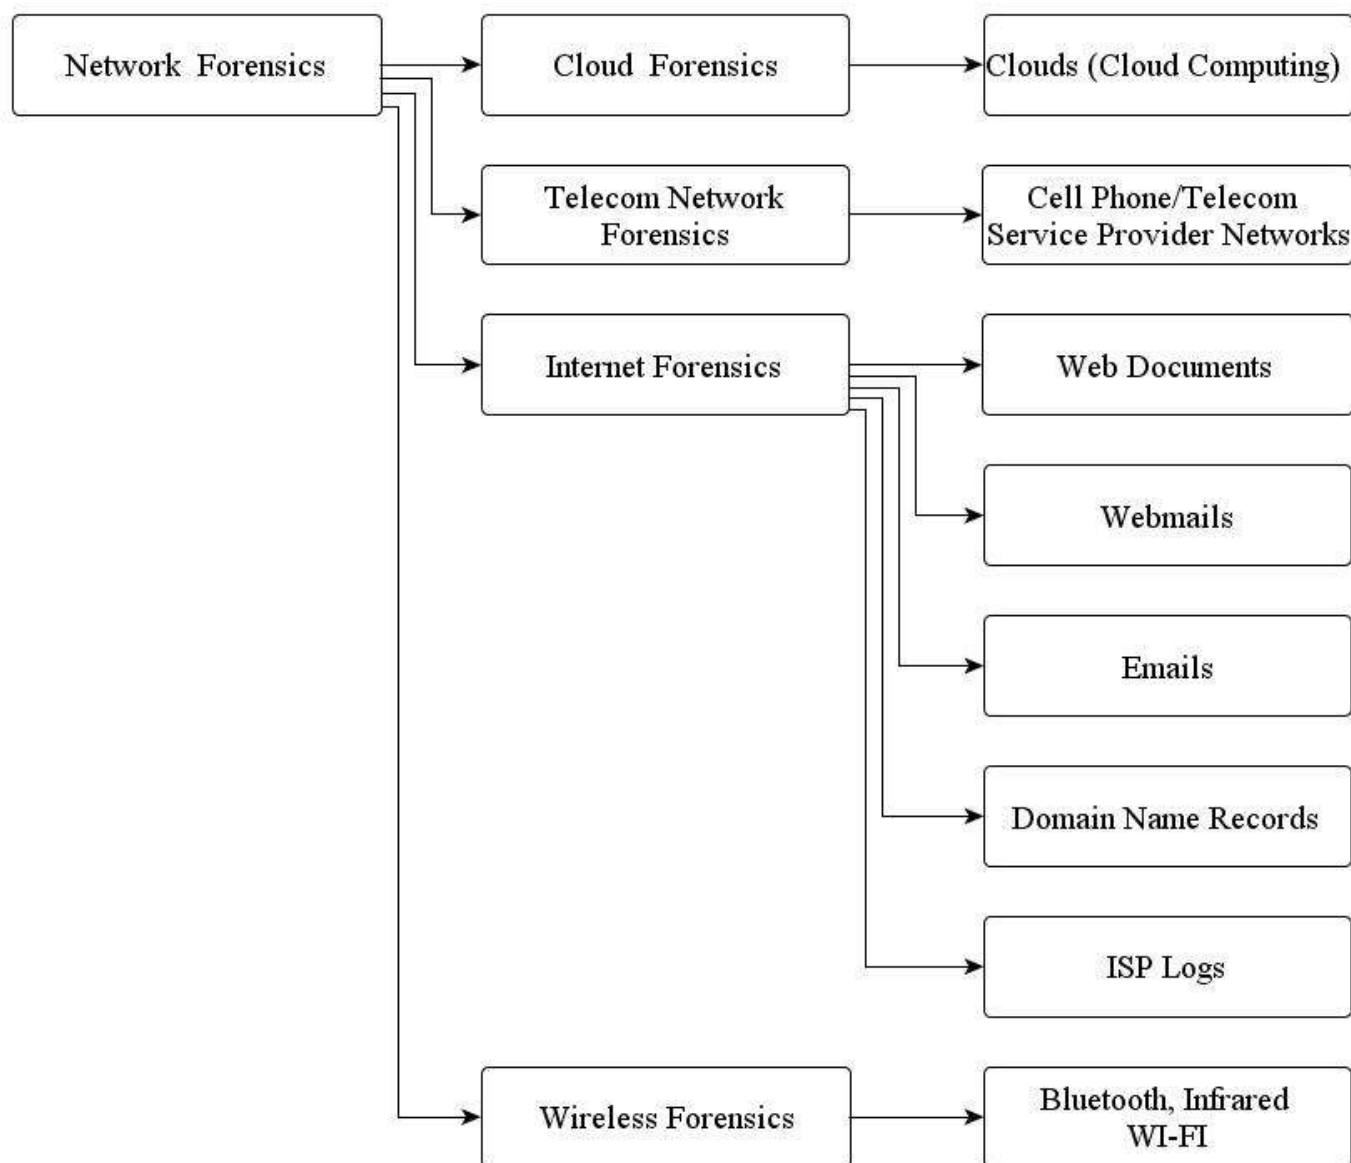 Network Forensics
Cloud Forensics
Clouds (Cloud Computing)
Telecom Network
Forensics
Cell Phone/Telecom
Service Provider Networks
Internet Forensics
Web Documents
Webmails
Emails
Domain Name Records
ISP Logs
Wireless Forensics
Bluetooth, Infrared
WI-FI